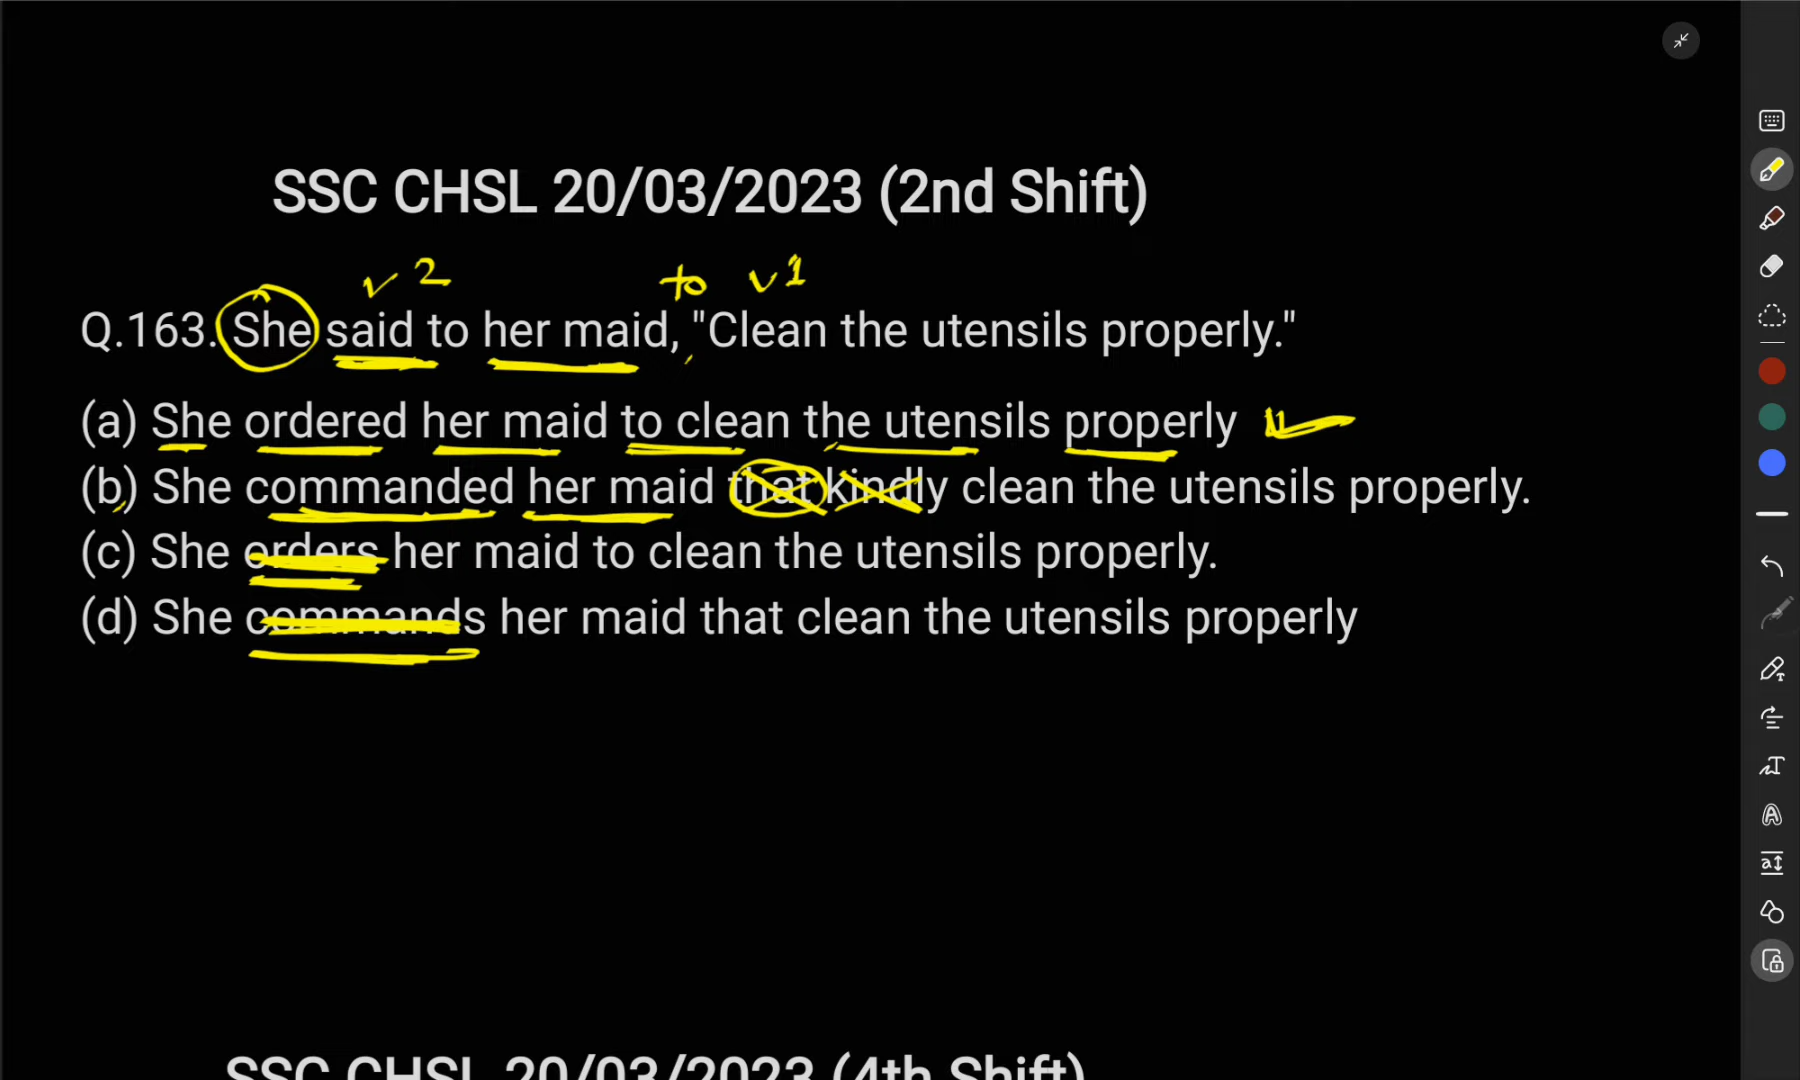 SSC CHSL 20/03/2023 (2nd Shift)
v2 to v1
Q.163. She said to her maid, "Clean the utensils properly."
(a) She ordered her maid to clean the utensils properly
(b) She commanded her maid that kindly clean the utensils properly.
(c) She orders her maid to clean the utensils properly.
(d) She commands her maid that clean the utensils properly
SSC CHSL 20/03/2023 (4th Shift)